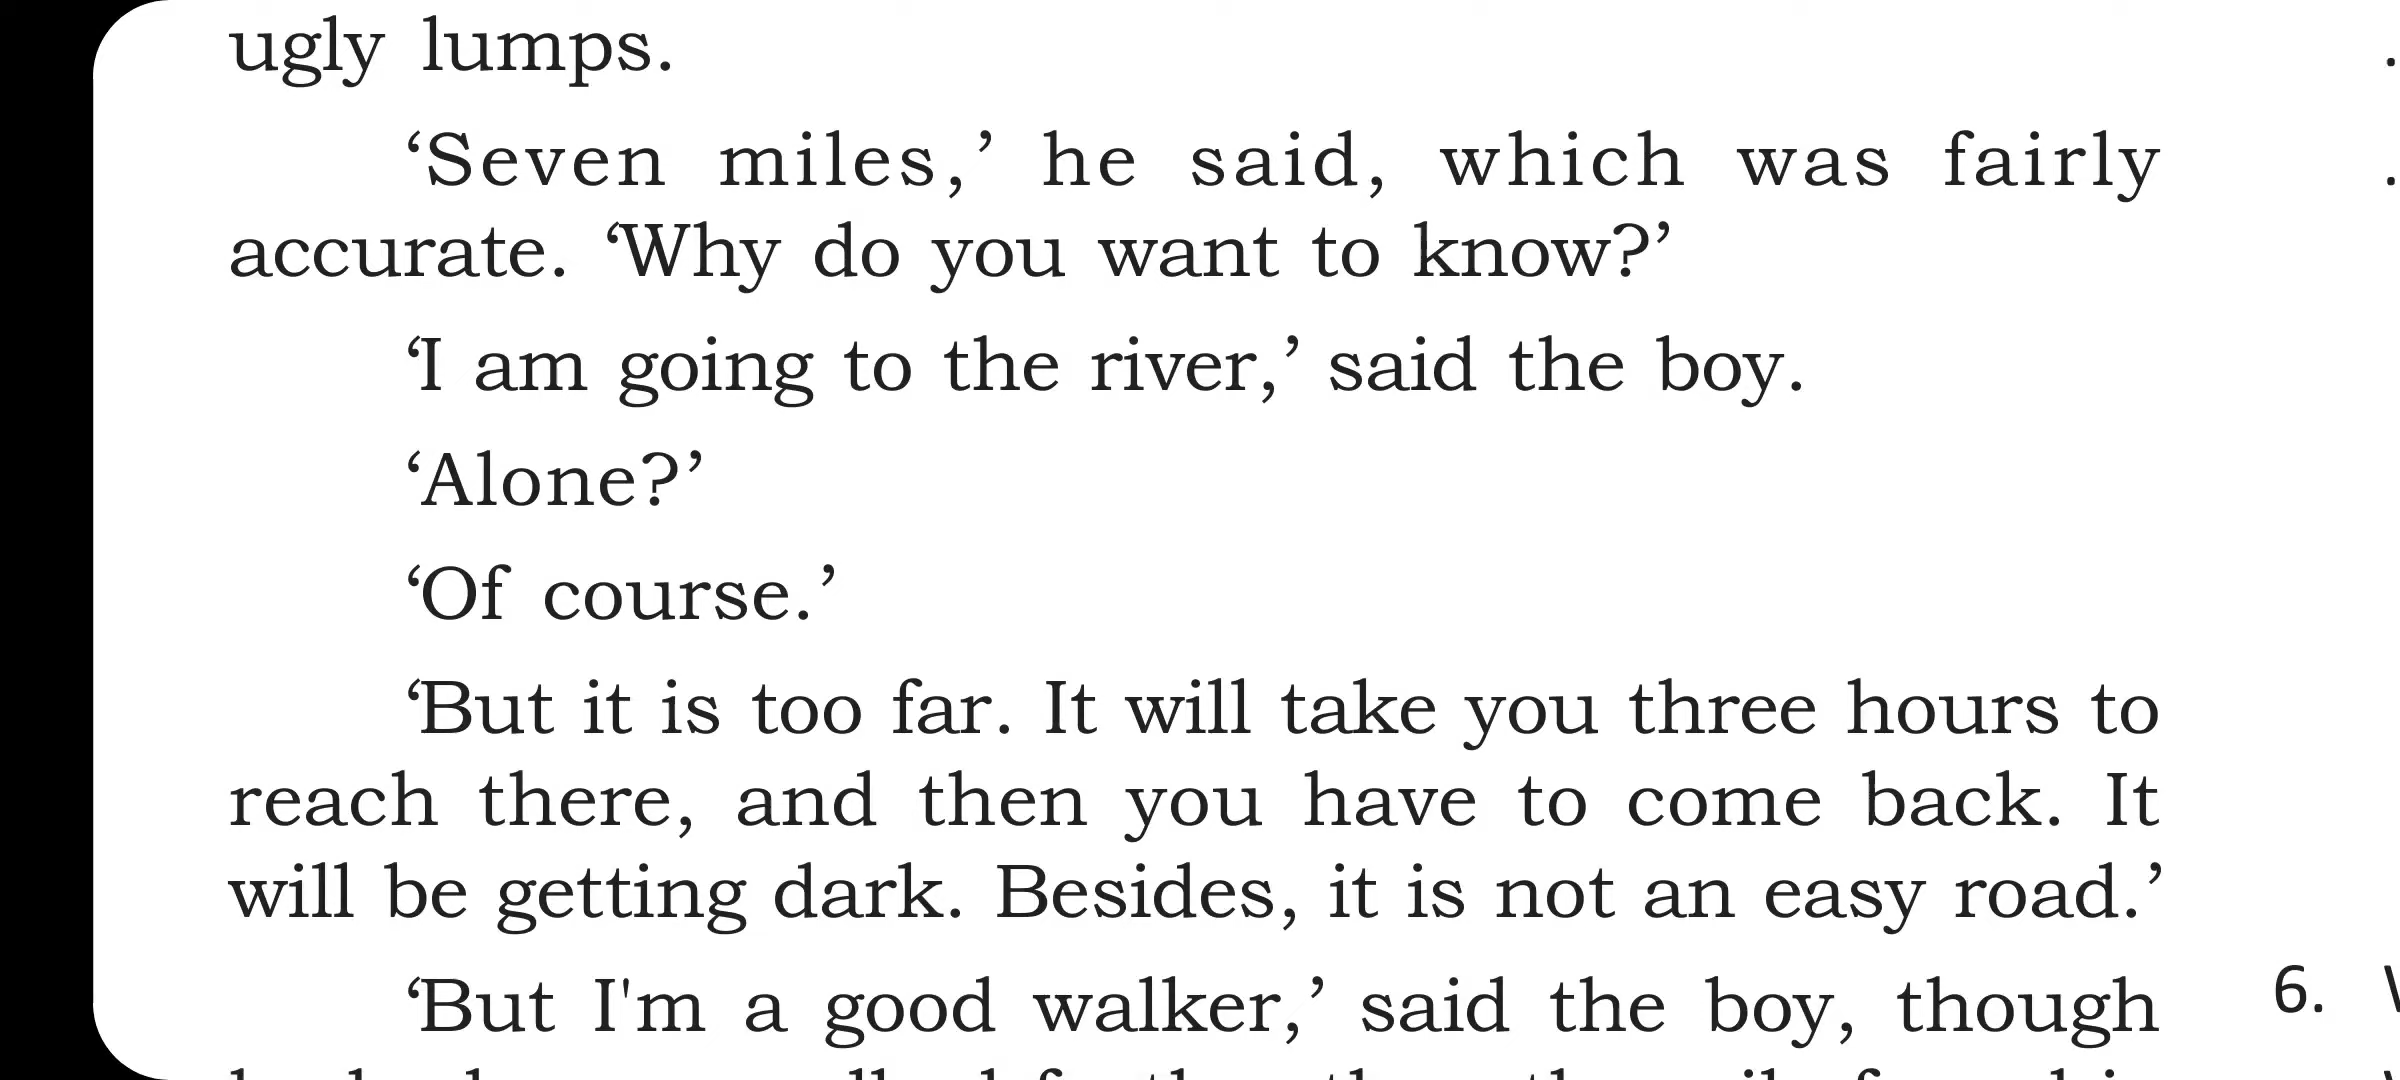 ugly lumps.
‘Seven miles,’ he said, which was fairly
accurate. ‘Why do you want to know?’
‘I am going to the river,’ said the boy.
‘Alone?’
‘Of course.’
‘But it is too far. It will take you three hours to
reach there, and then you have to come back. It
will be getting dark. Besides, it is not an easy road.’
‘But I'm a good walker,’ said the boy, though
6.